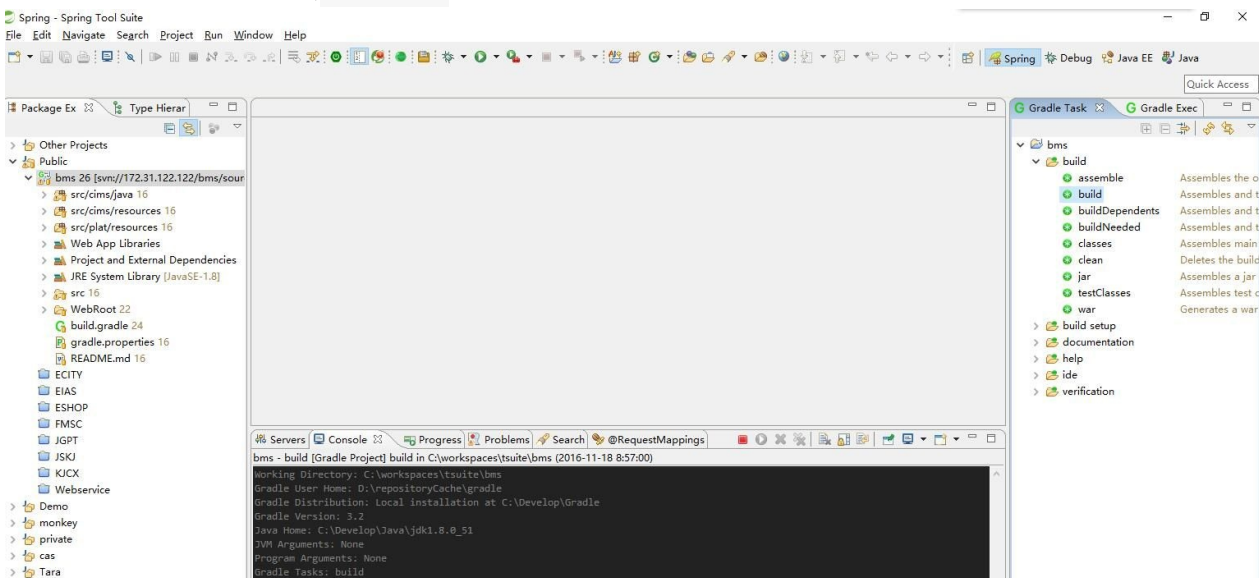 Spring - Spring Tool Suite
File Edit Navigate Search Project Run Window Help
Spring Debug Java EE Java
Quick Access
Package Ex Type Hierar
Other Projects
Public
bms 26 [svn://172.31.122.122/bms/sour
src/cims/java 16
src/cims/resources 16
src/plat/resources 16
Web App Libraries
Project and External Dependencies
JRE System Library [JavaSE-1.8]
src 16
WebRoot 22
build.gradle 24
gradle.properties 16
README.md 16
ECITY
EIAS
ESHOP
FMSC
JGPT
JSKJ
KJCX
Webservice
Demo
monkey
private
cas
Tara
Servers Console Progress Problems Search @RequestMappings
bms - build [Gradle Project] build in C:\workspaces\tsuite\bms (2016-11-18 8:57:00)
Working Directory: C:\workspaces\tsuite\bms
Gradle User Home: D:\repositoryCache\gradle
Gradle Distribution: Local installation at C:\Develop\Gradle
Gradle Version: 3.2
Java Home: C:\Develop\Java\jdk1.8.0_51
JVM Arguments: None
Program Arguments: None
Gradle Tasks: build
Gradle Task Gradle Exec
bms
build
assemble Assembles the o
build Assembles and t
buildDependents Assembles and t
buildNeeded Assembles and t
classes Assembles main
clean Deletes the build
jar Assembles a jar
testClasses Assembles test c
war Generates a war
build setup
documentation
help
ide
verification